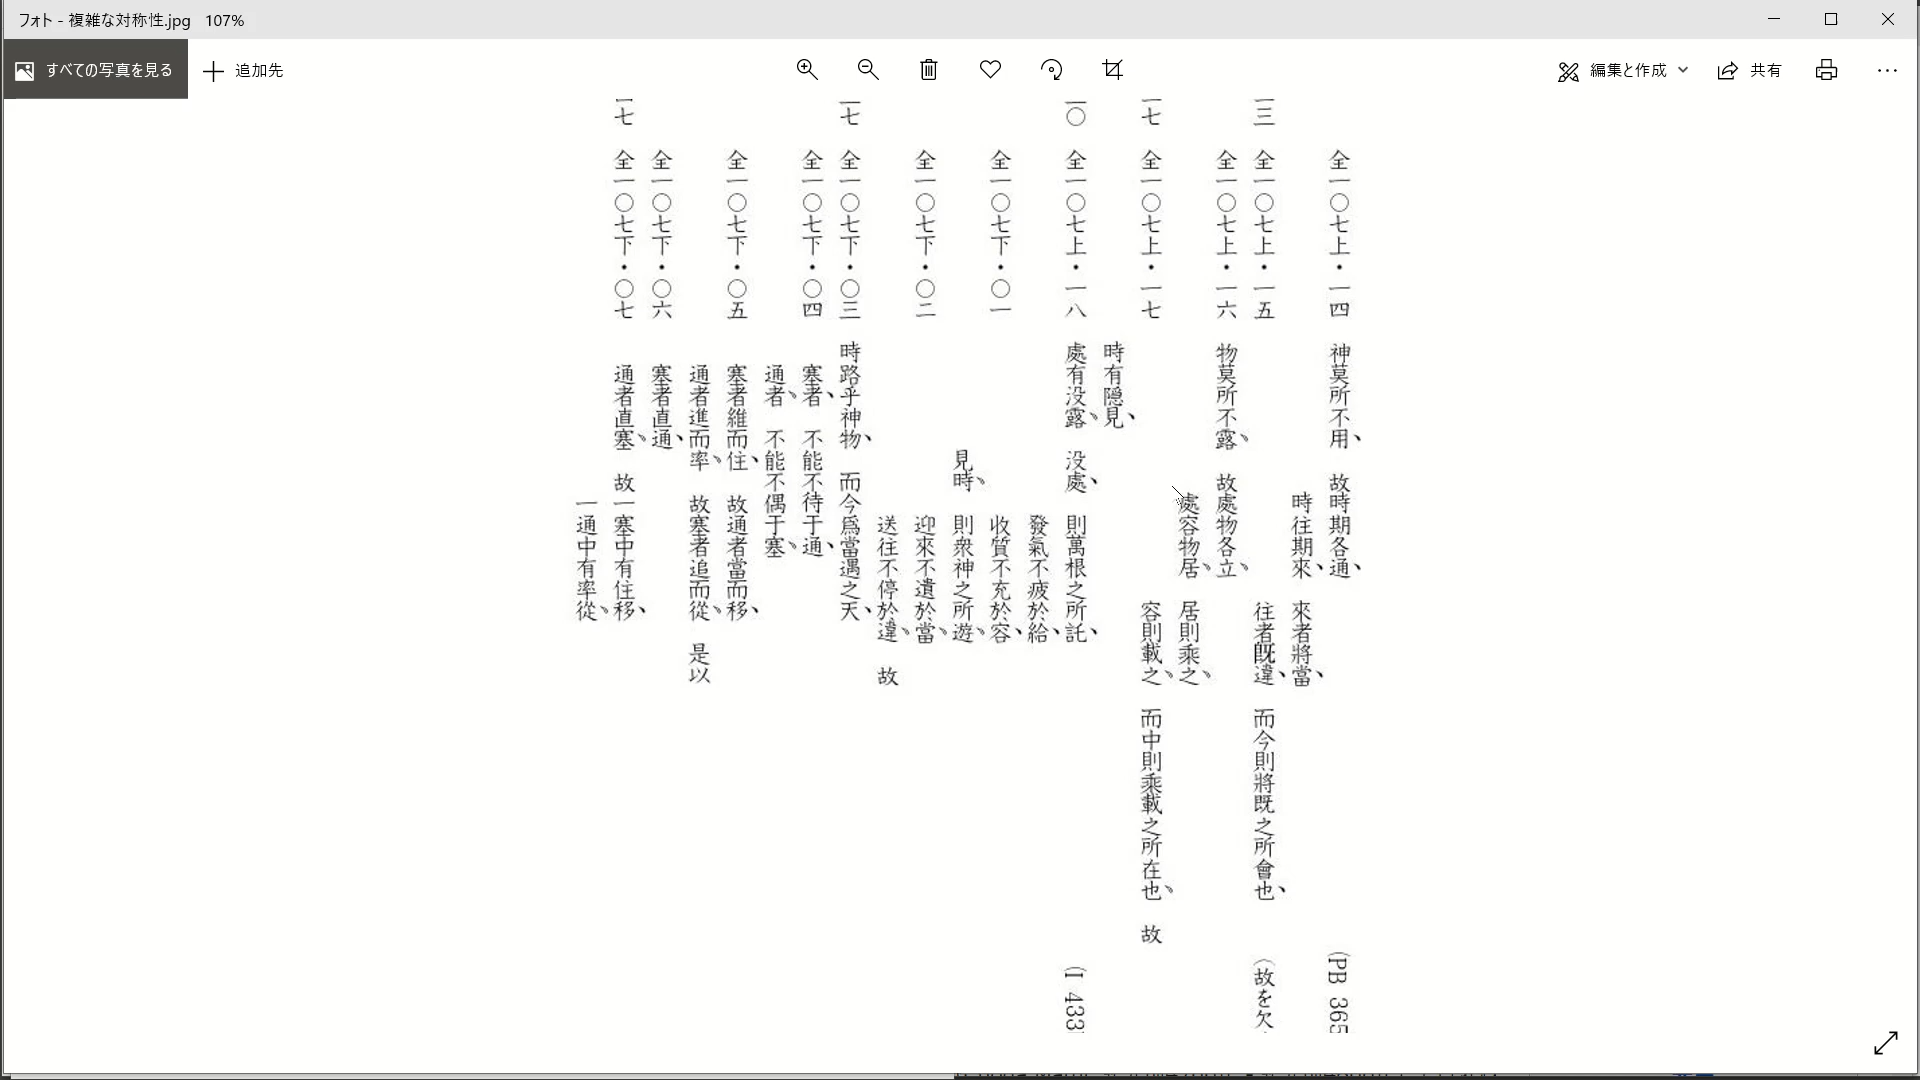 フォト - 複雑な対称性.jpg 107%
すべての写真を見る 追加先 編集と作成 共有
全一〇七上・一四 神莫所不用、 故時期各通、 (PB 365
時往期來、 來者將當、
一三 全一〇七上・一五 往者既違、 而今則將既之所會也、 (故を欠
全一〇七上・一六 物莫所不露、 故處物各立、
處容物居、 居則乘之、
一七 全一〇七上・一七 容則載之、 而中則乘載之所在也、 故
時有隠見、
一〇 全一〇七上・一八 處有没露、 没處、 則萬根之所託、 (I 433
發氣不疲於給、
全一〇七下・〇一 收質不充於容、
見時、 則衆神之所遊、
全一〇七下・〇二 迎來不遺於當、
送往不停於違、 故
一七 全一〇七下・〇三 時路乎神物、 而今爲當遇之天、
全一〇七下・〇四 塞者、 不能不待于通、
通者、 不能不偶于塞、
全一〇七下・〇五 塞者維而住、 故通者當而移、
通者進而率、 故塞者追而從、 是以
全一〇七下・〇六 塞者直通、
一七 全一〇七下・〇七 通者直塞、 故一塞中有住移、
一通中有率從、